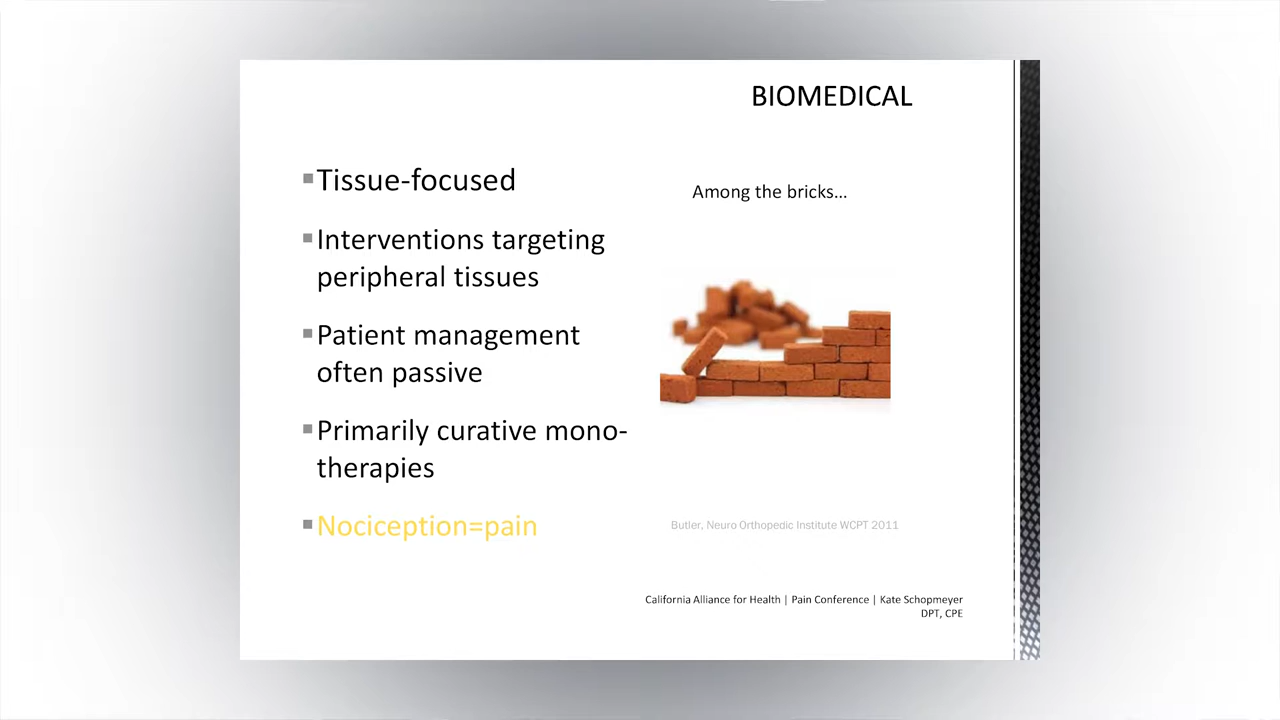 BIOMEDICAL
Tissue-focused
Interventions targeting
peripheral tissues
Patient management
often passive
Primarily curative mono-
therapies
Nociception=pain
Among the bricks...
Butler, Neuro Orthopedic Institute WCPT 2011
California Alliance for Health | Pain Conference | Kate Schopmeyer
DPT, CPE